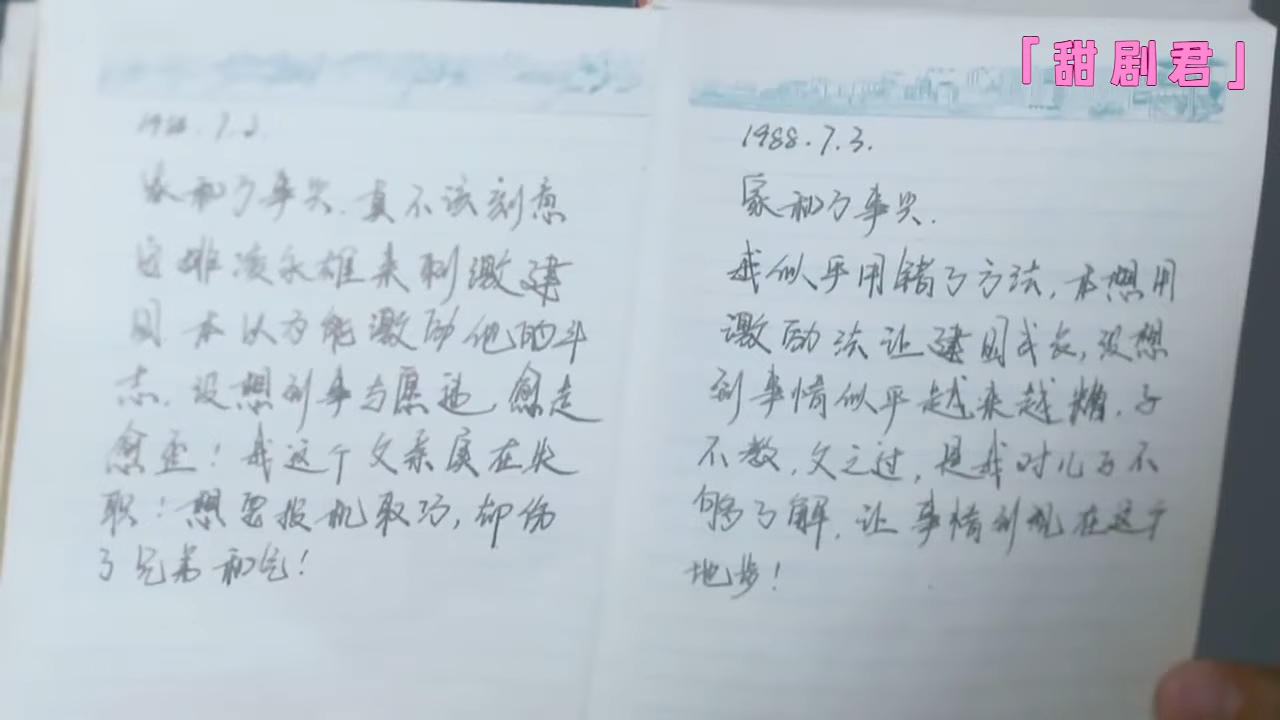 「甜剧君」
1988.7.2
家和万事兴.真不该刻意
安排凌永雄来刺激建
国.本以为能激励他的斗
志,没想到事与愿违,愈走
愈歪!我这个父亲实在失
职!想要投机取巧,却伤
了兄弟和气!
1988.7.3.
家和万事兴.
我似乎用错了方法,本想用
激励法让建国成长,没想
到事情似乎越来越糟.子
不教,父之过,是我对儿子不
够了解,让事情到现在这个
地步!